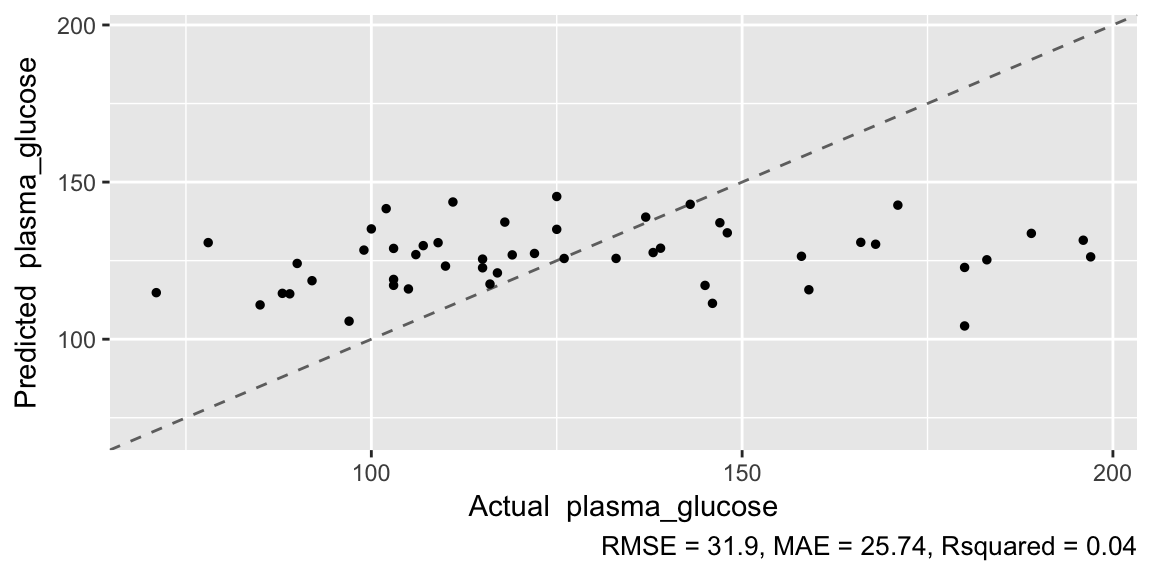 200
150
100
Predicted  plasma_glucose
100
150
200
Actual  plasma_glucose
RMSE = 31.9, MAE = 25.74, Rsquared = 0.04